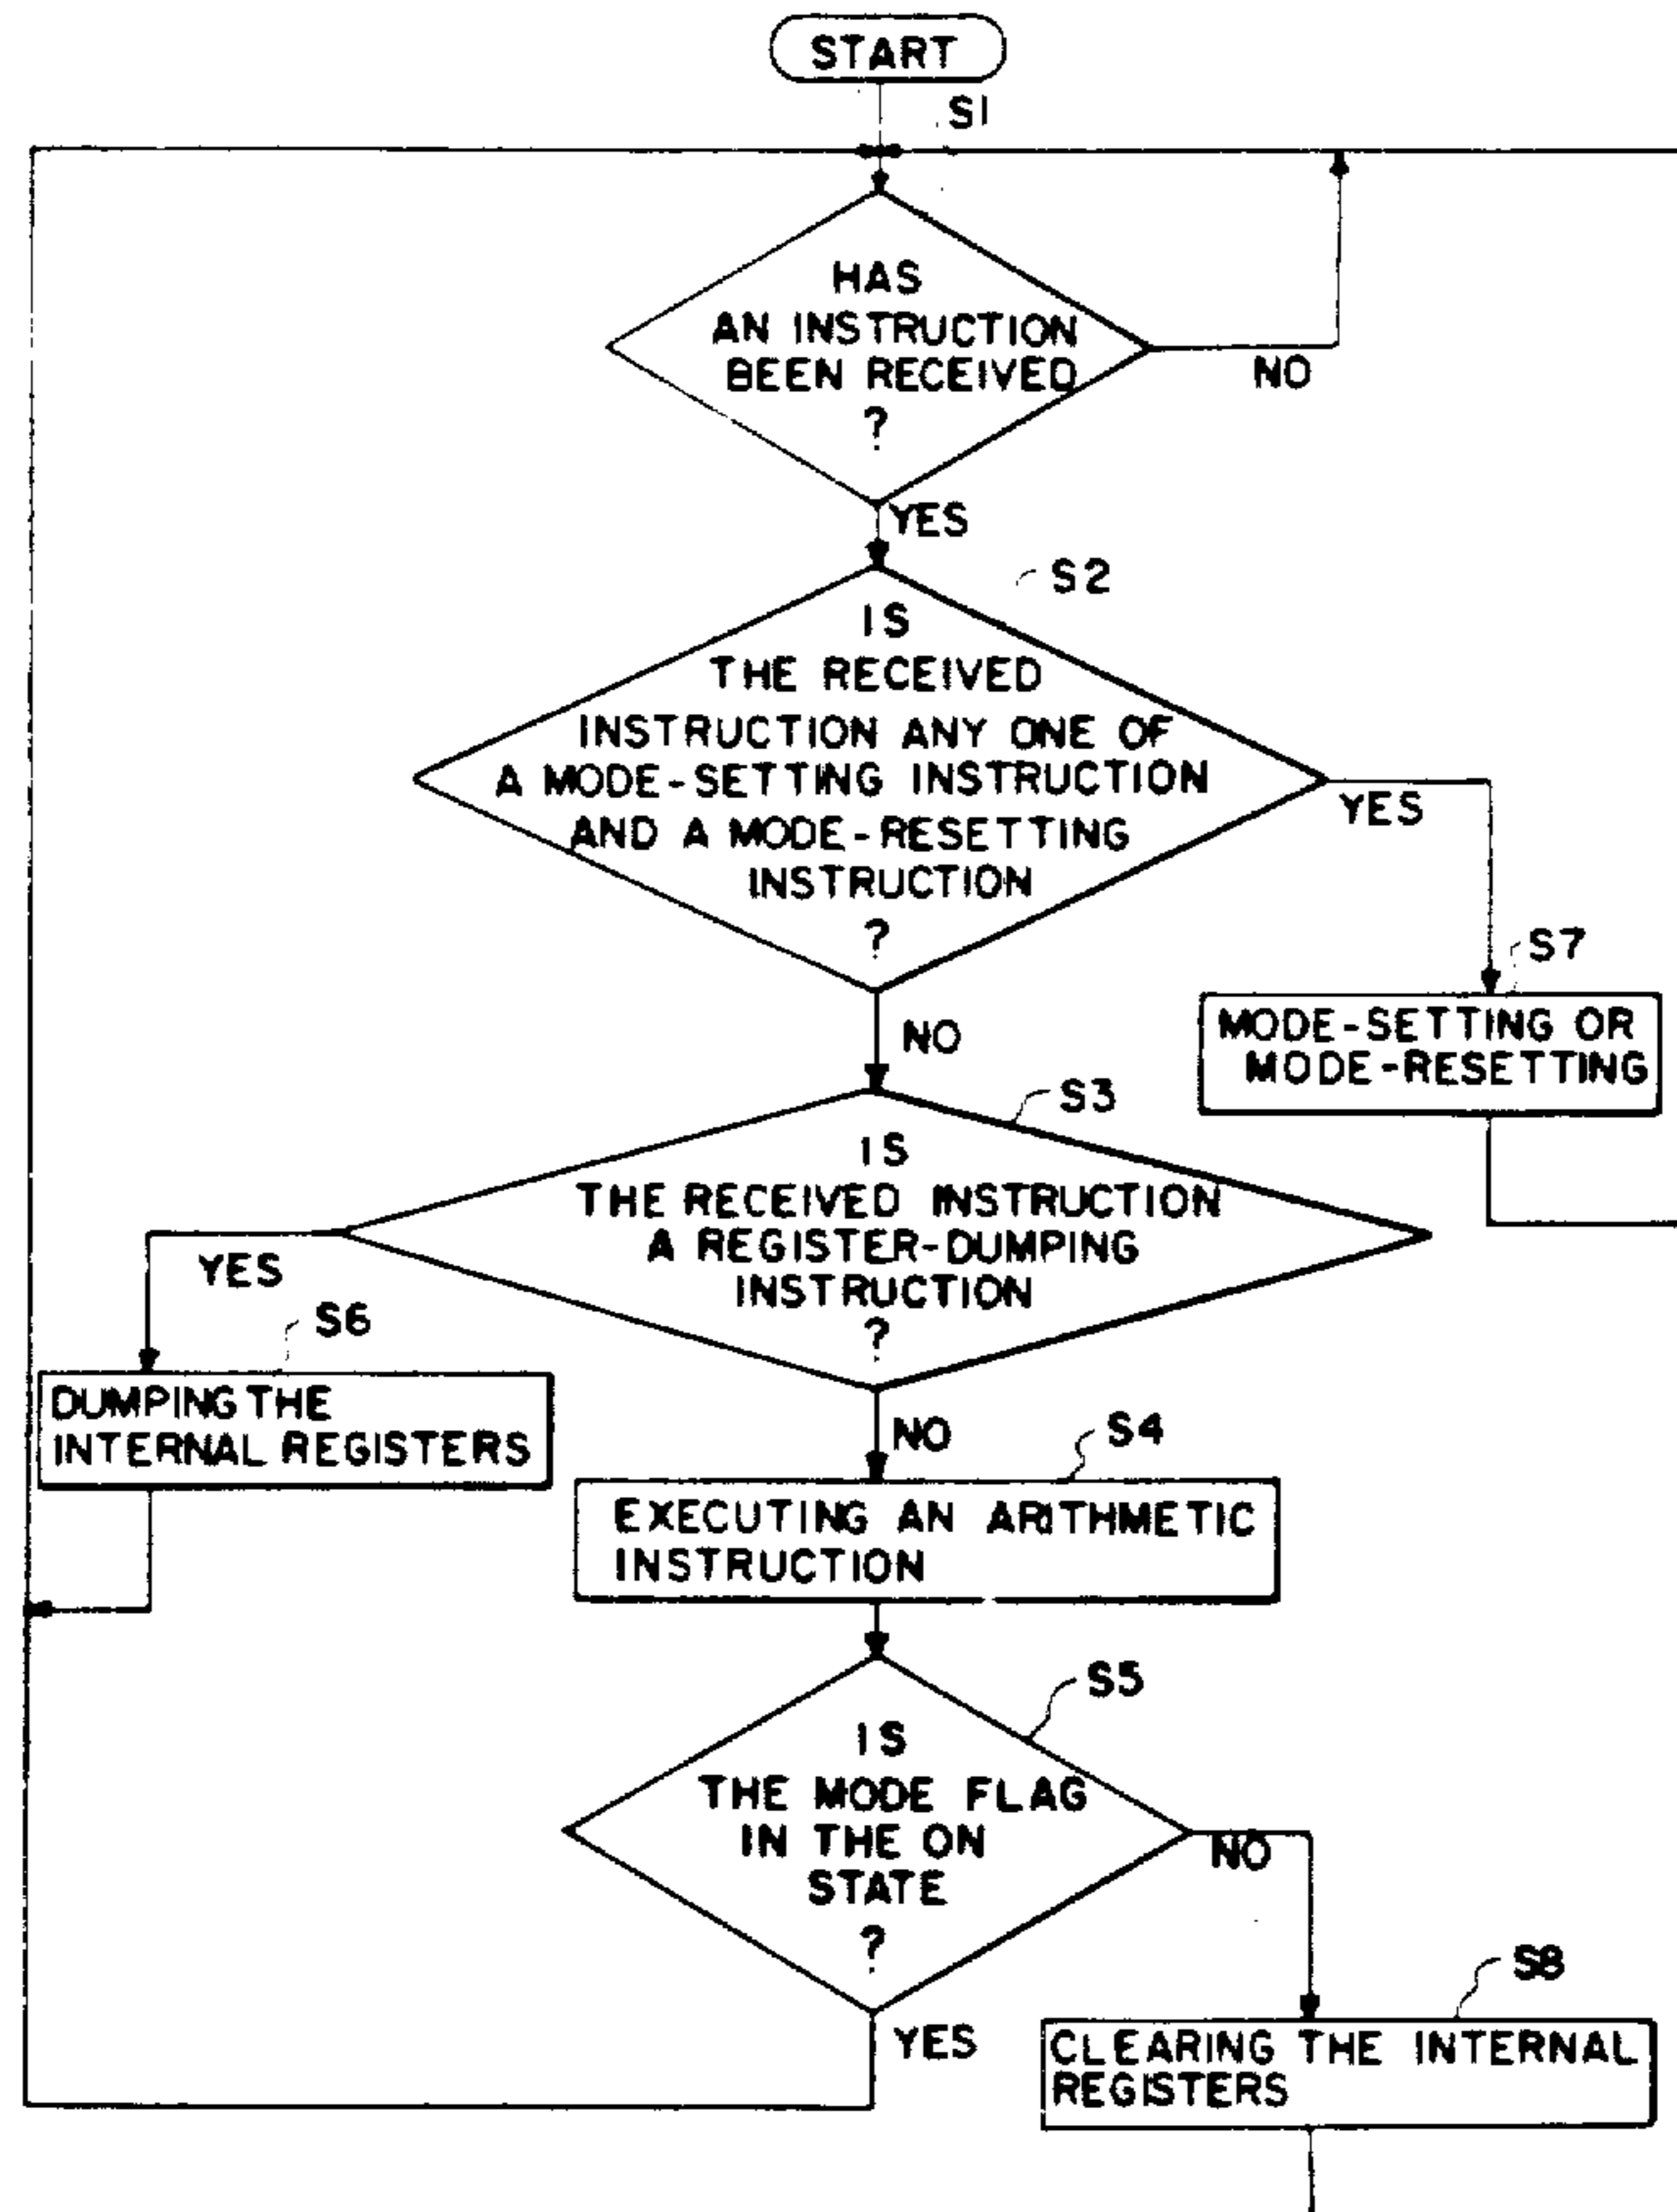 START
S1
HAS
AN INSTRUCTION
BEEN RECEIVED
?
NO
YES
S2
IS
THE RECEIVED
INSTRUCTION ANY ONE OF
A MODE-SETTING INSTRUCTION
AND A MODE-RESETTING
INSTRUCTION
?
YES
S7
MODE-SETTING OR
MODE-RESETTING
NO
S3
IS
THE RECEIVED INSTRUCTION
A REGISTER-DUMPING
INSTRUCTION
?
YES
S6
DUMPING THE
INTERNAL REGISTERS
NO
S4
EXECUTING AN ARITHMETIC
INSTRUCTION
S5
IS
THE MODE FLAG
IN THE ON
STATE
?
NO
S8
YES
CLEARING THE INTERNAL
REGISTERS